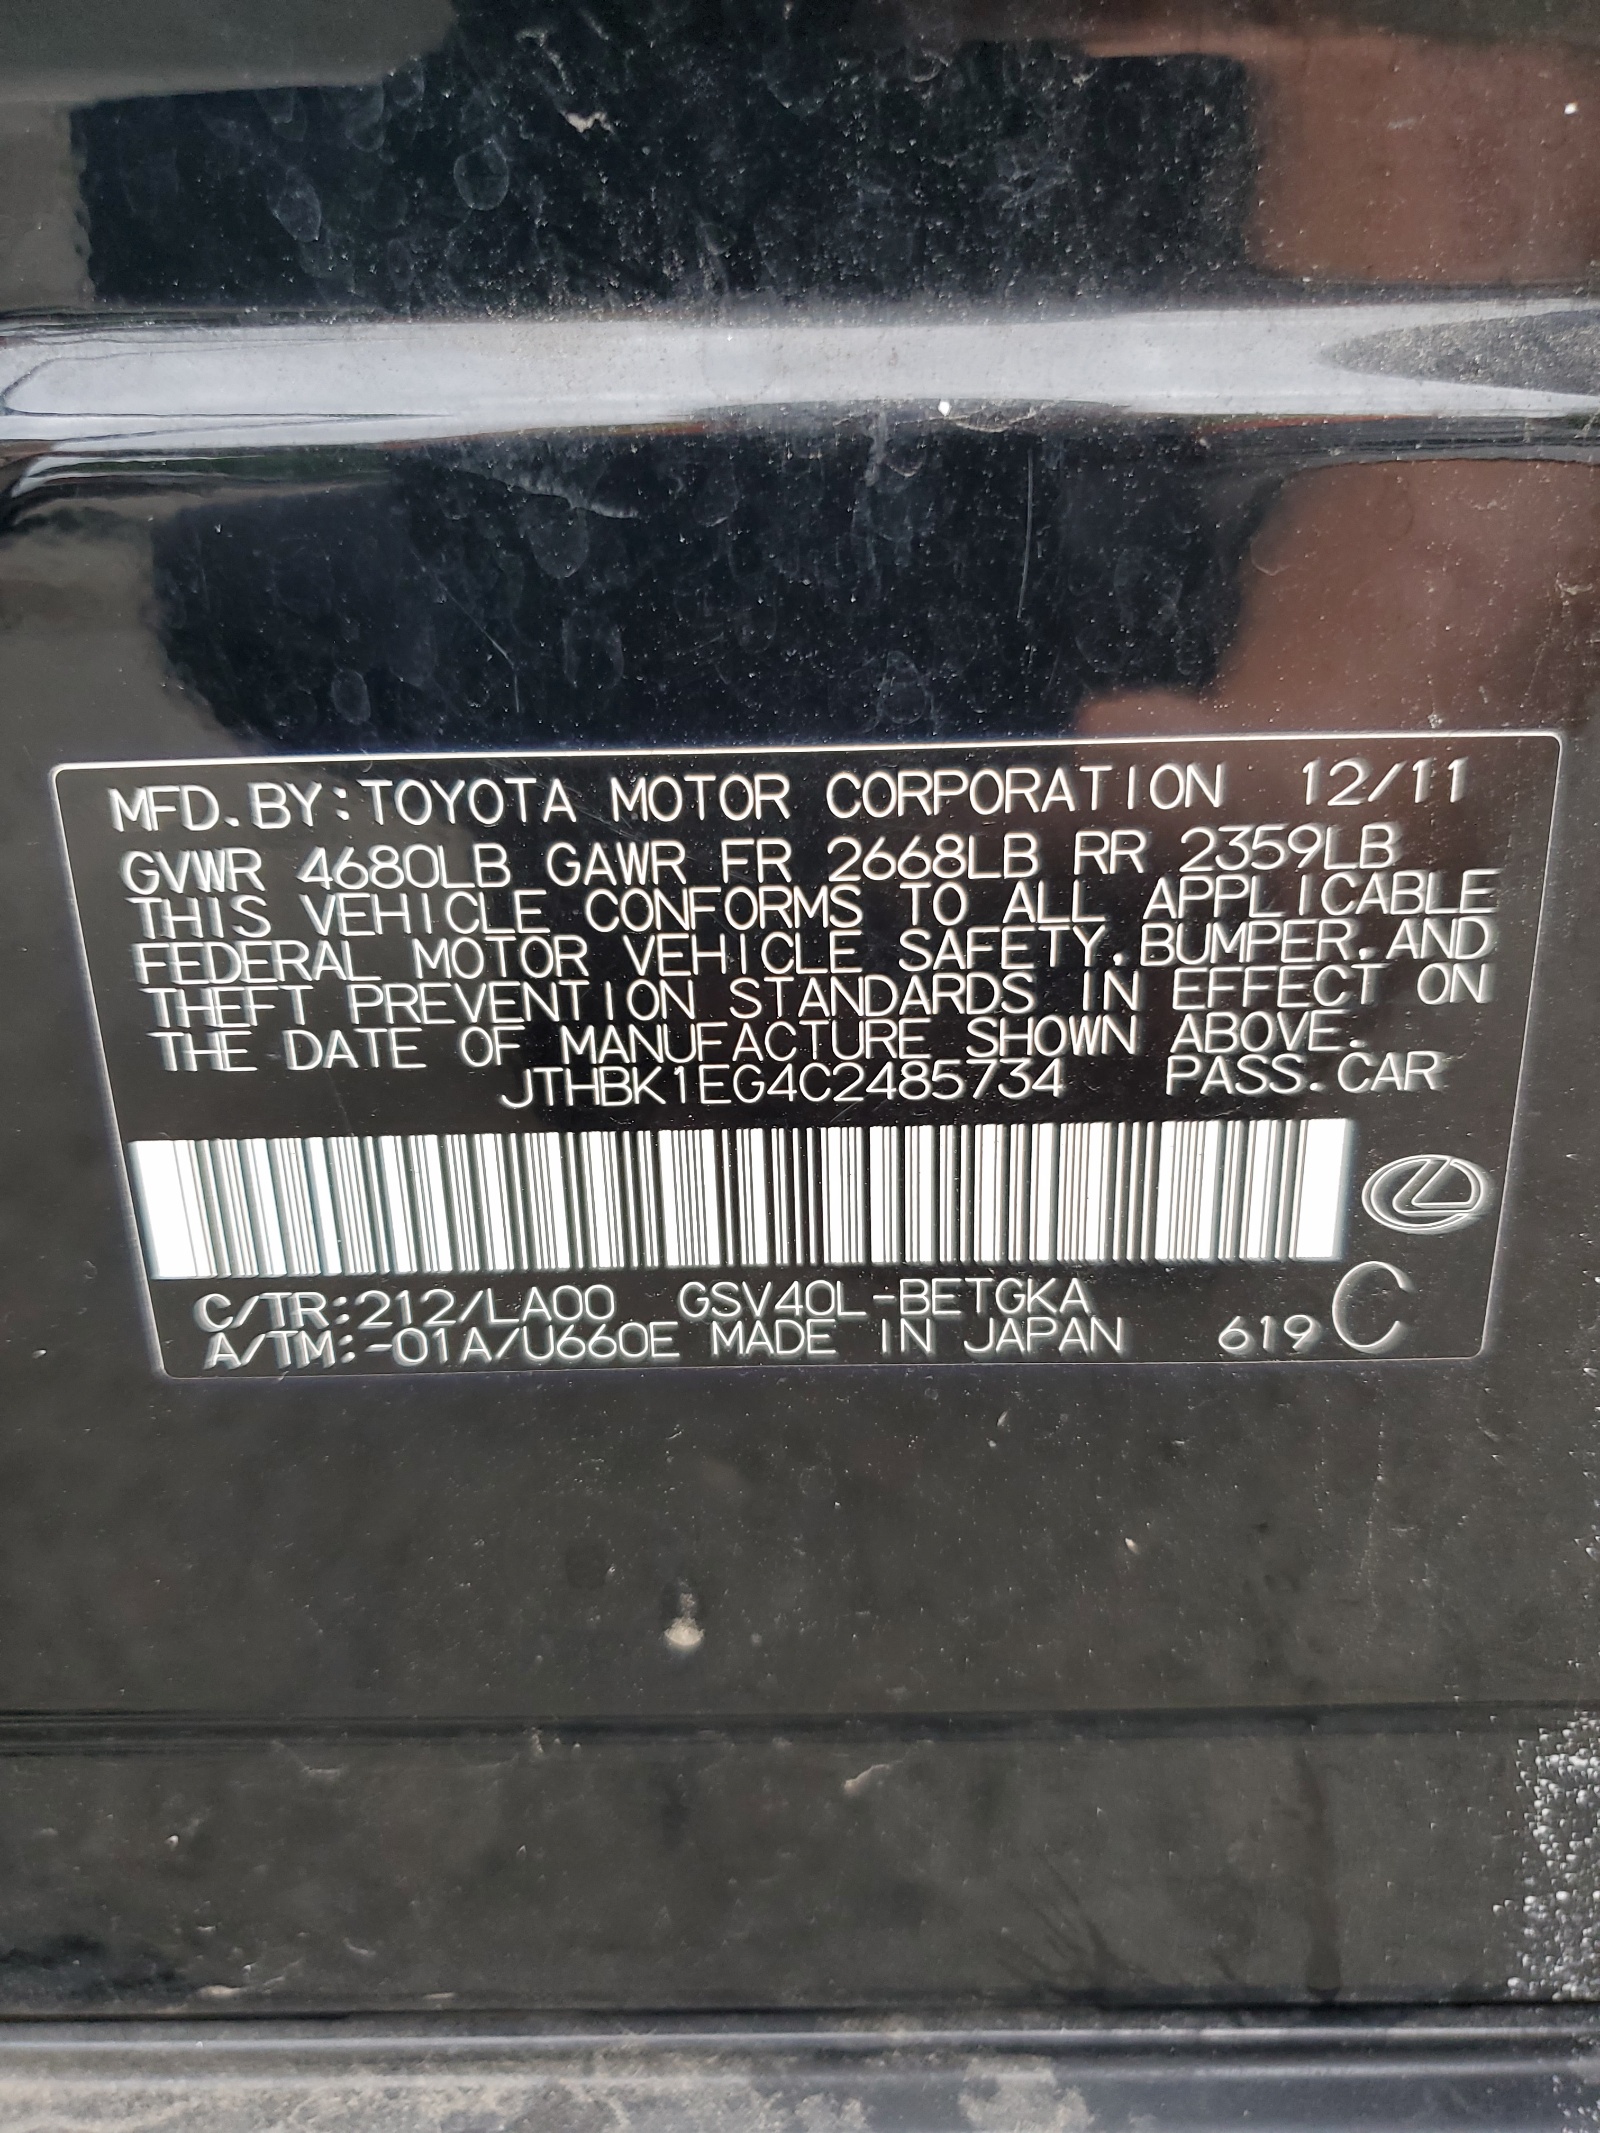 MFD.BY:TOYOTA MOTOR CORPORATION 12/11
GVWR 4680LB GAWR FR 2668LB RR 2359LB
THIS VEHICLE CONFORMS TO ALL APPLICABLE
FEDERAL MOTOR VEHICLE SAFETY.BUMPER.AND
THEFT PREVENTION STANDARDS IN EFFECT ON
THE DATE OF MANUFACTURE SHOWN ABOVE.
JTHBK1EG4C2485734 PASS.CAR
C/TR:212/LA00 GSV40L-BETGKA
A/TM:-01A/U660E MADE IN JAPAN 619 C